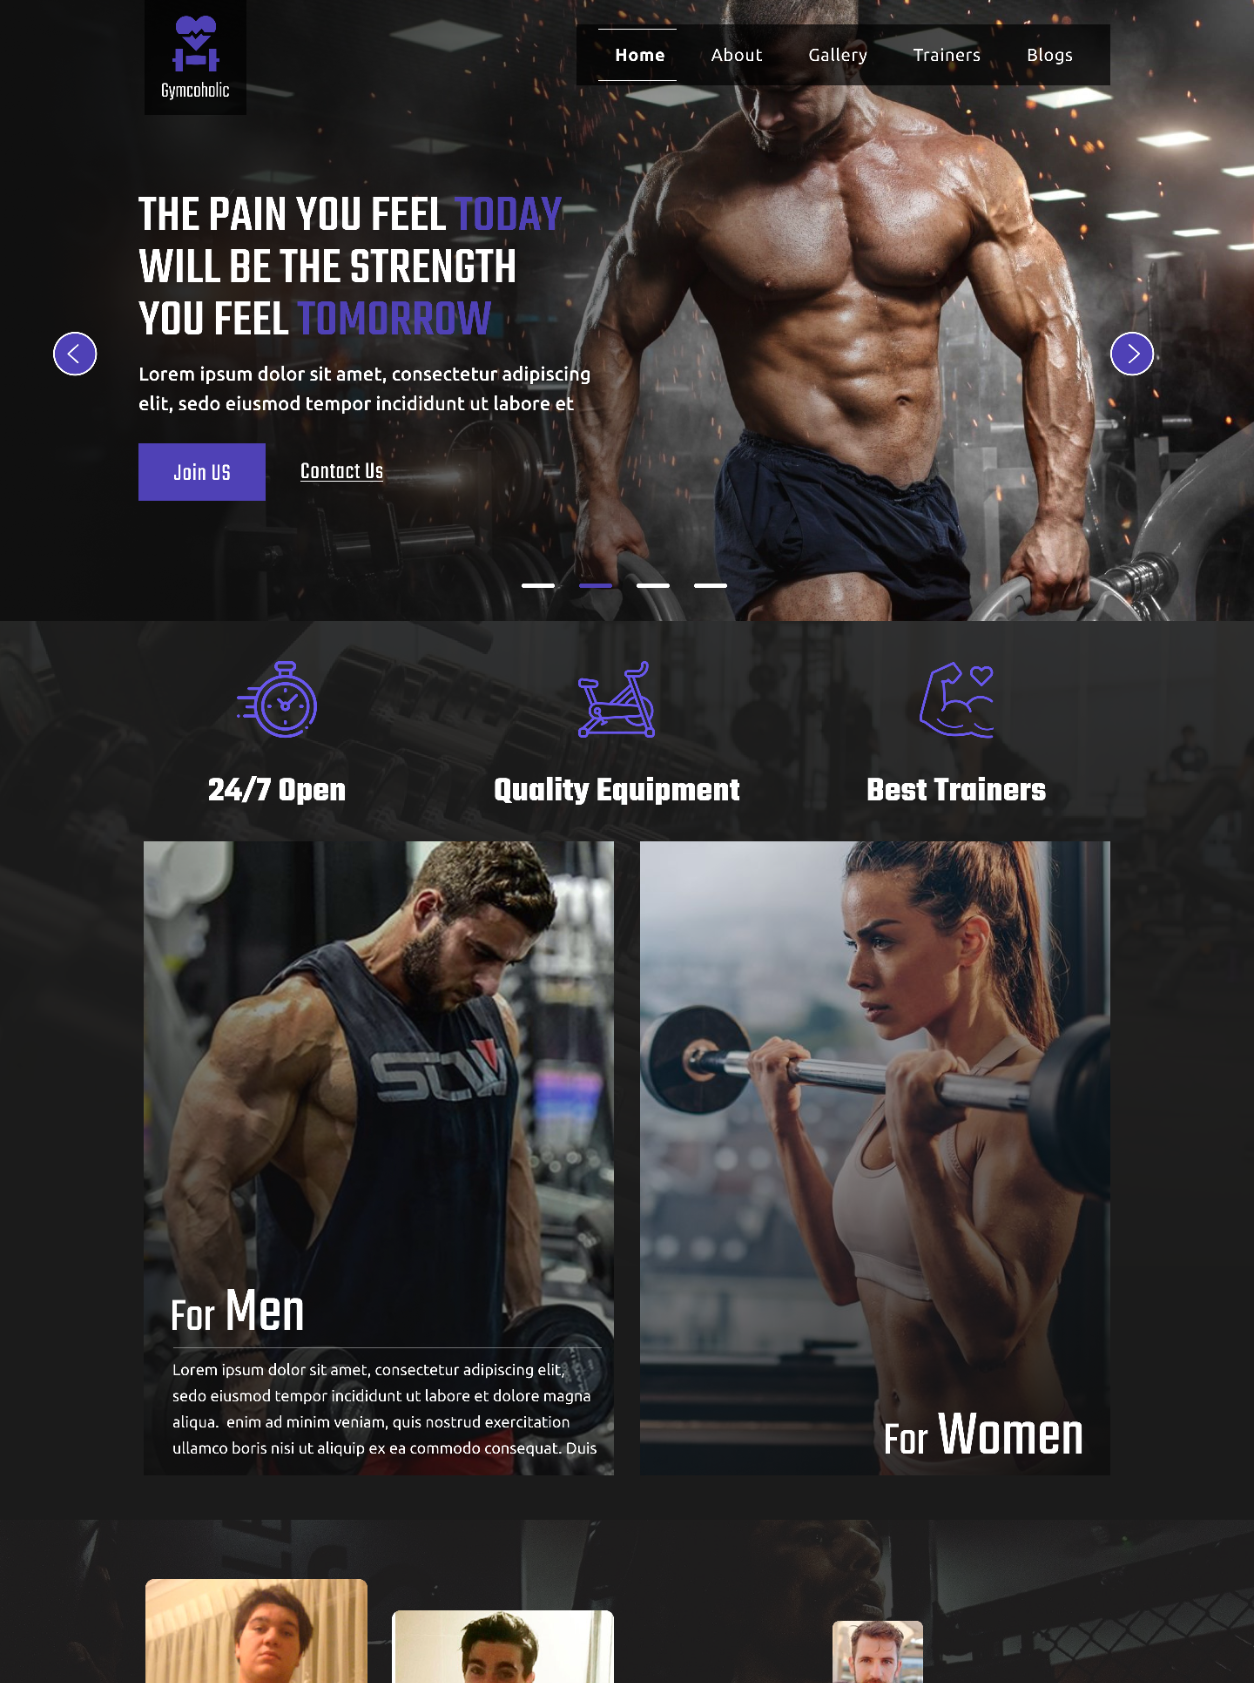 Gymcoholic
Home About Gallery Trainers Blogs
THE PAIN YOU FEEL TODAY
WILL BE THE STRENGTH
YOU FEEL TOMORROW
Lorem ipsum dolor sit amet, consectetur adipiscing
elit, sedo eiusmod tempor incididunt ut labore et
Join US Contact Us
24/7 Open Quality Equipment Best Trainers
SCW
For Men
Lorem ipsum dolor sit amet, consectetur adipiscing elit,
sedo eiusmod tempor incididunt ut labore et dolore magna
aliqua. enim ad minim veniam, quis nostrud exercitation
ullamco boris nisi ut aliquip ex ea commodo consequat. Duis
For Women